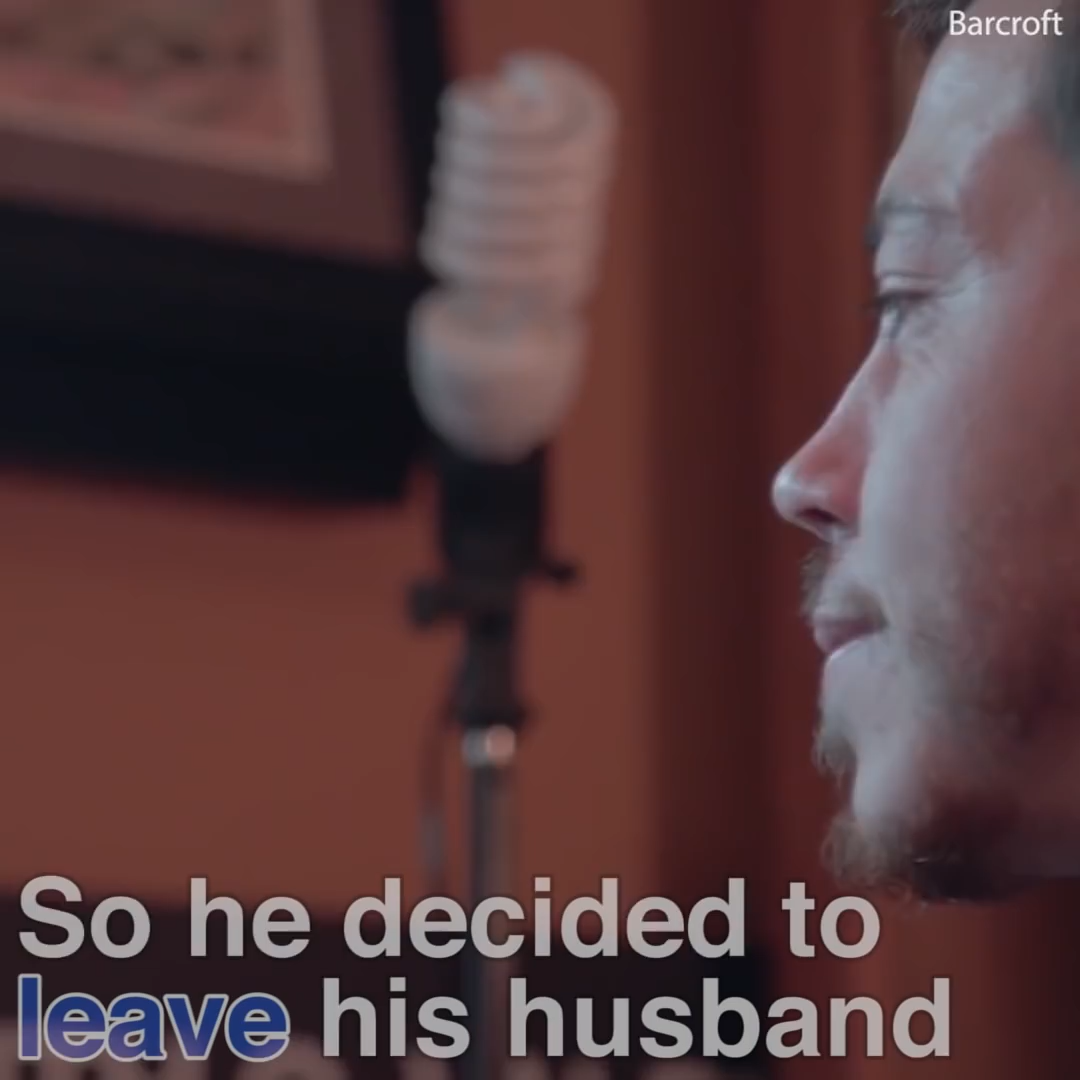 Barcroft
So he decided to
leave his husband